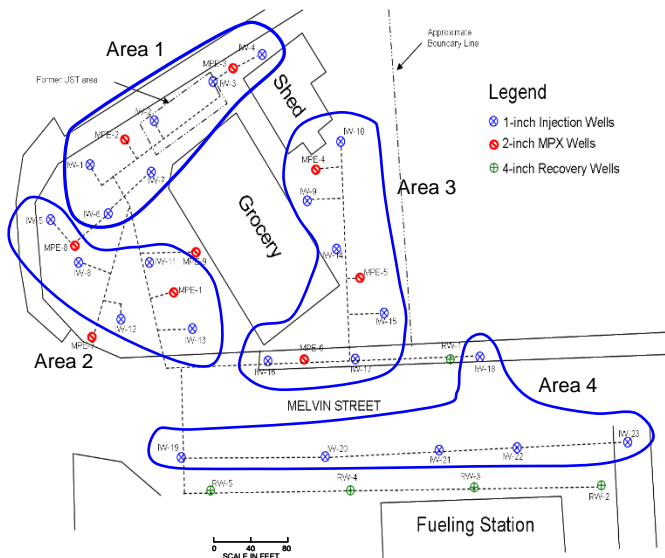 Area 1
IW-4
MPE-3
IW-3
Former UST area
IW-2
MPE-2
IW-1
IW-7
IW-6
Shed
Approximate
Boundary Line
Legend
1-inch Injection Wells
2-inch MPX Wells
4-inch Recovery Wells
IW-10
MPE-4
IW-9
Area 3
Grocery
IW-14
MPE-5
IW-15
IW-5
MPE-8
IW-8
IW-11
MPE-9
MPE-1
IW-12
IW-13
Area 2
IW-16
MPE-6
IW-17
RW-1
IW-18
Area 4
MELVIN STREET
IW-19
IW-20
IW-21
IW-22
IW-23
RW-5
RW-4
RW-3
RW-2
Fueling Station
0 40 80
SCALE IN FEET